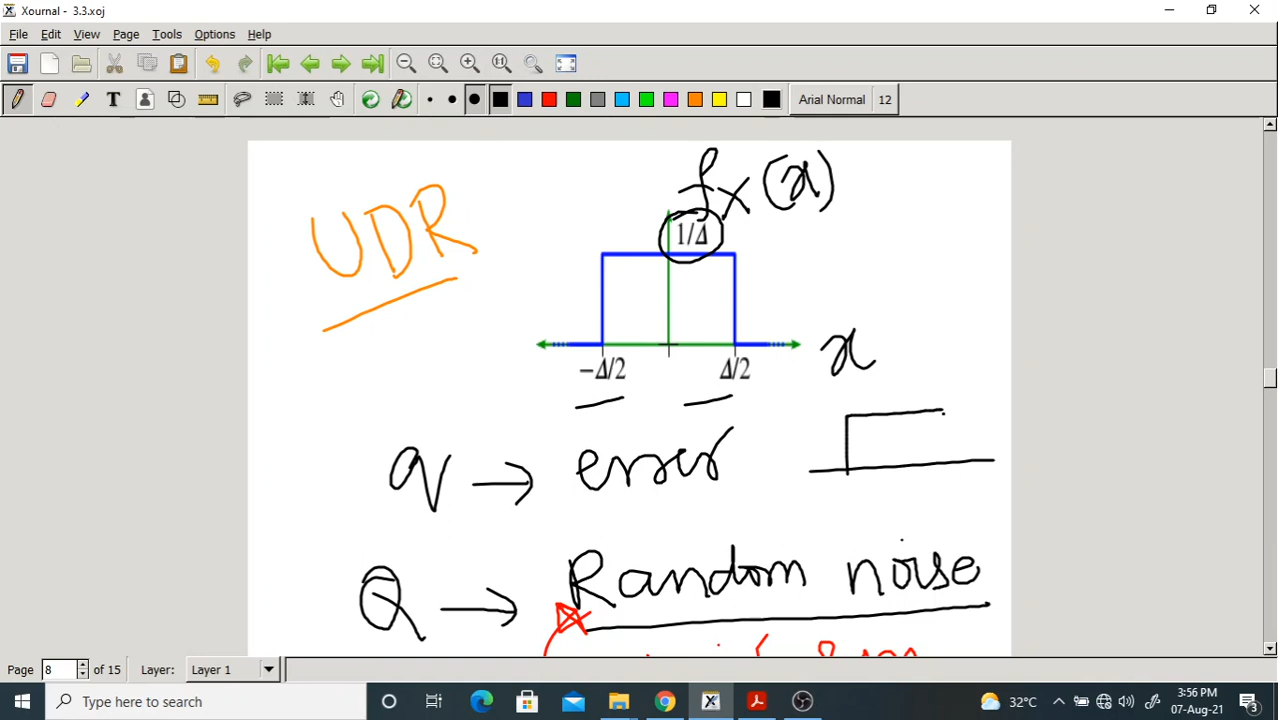 Xournal - 3.3.xoj
File Edit View Page Tools Options Help
Arial Normal 12
UDR
fx (x)
1/Δ
-Δ/2 Δ/2
x
q → error
Q → Random noise
Page 8 of 15 Layer: Layer 1
Type here to search
32°C
3:56 PM
07-Aug-21
3